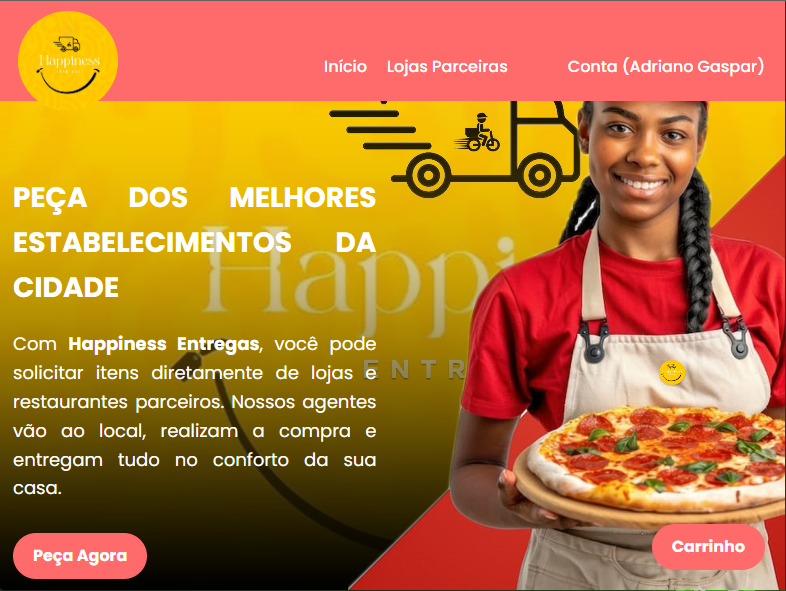 Happiness
Início
Lojas Parceiras
Conta (Adriano Gaspar)
PEÇA DOS MELHORES
ESTABELECIMENTOS DA
CIDADE
Happi
ENTR
Com Happiness Entregas, você pode
solicitar itens diretamente de lojas e
restaurantes parceiros. Nossos agentes
vão ao local, realizam a compra e
entregam tudo no conforto da sua
casa.
Peça Agora
Carrinho